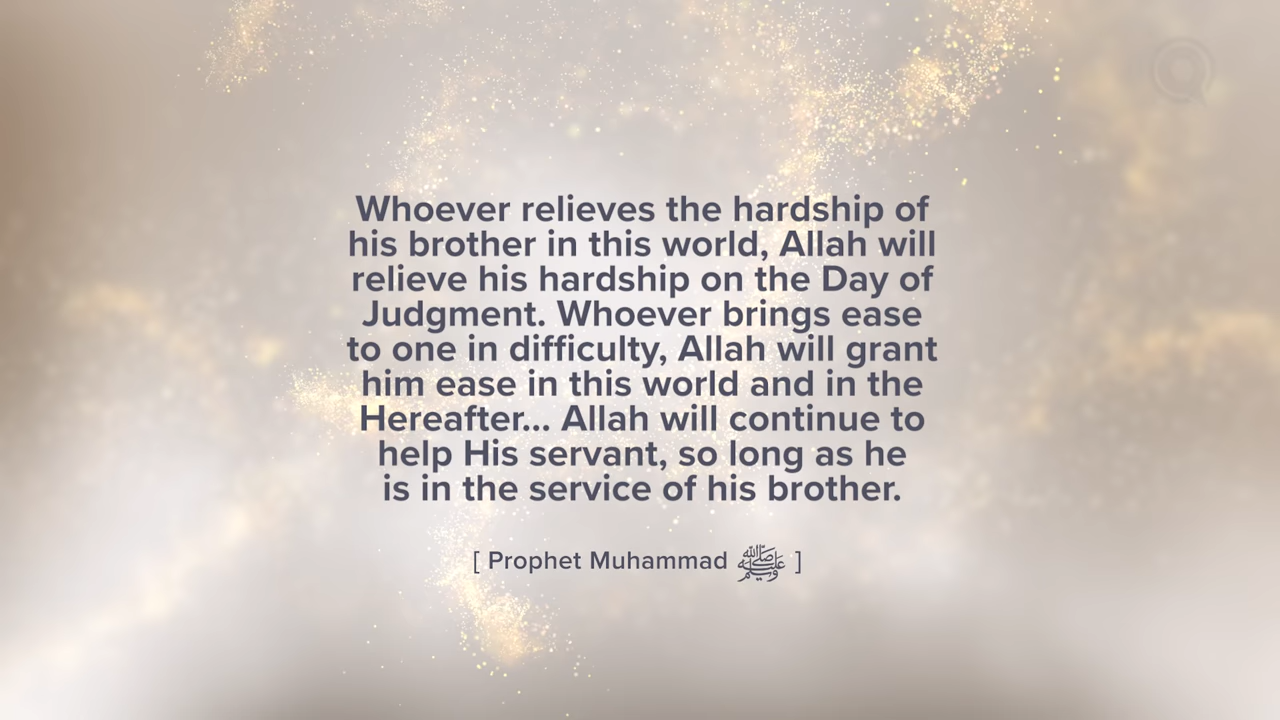 Whoever relieves the hardship of
his brother in this world, Allah will
relieve his hardship on the Day of
Judgment. Whoever brings ease
to one in difficulty, Allah will grant
him ease in this world and in the
Hereafter... Allah will continue to
help His servant, so long as he
is in the service of his brother.
[ Prophet Muhammad ﷺ ]